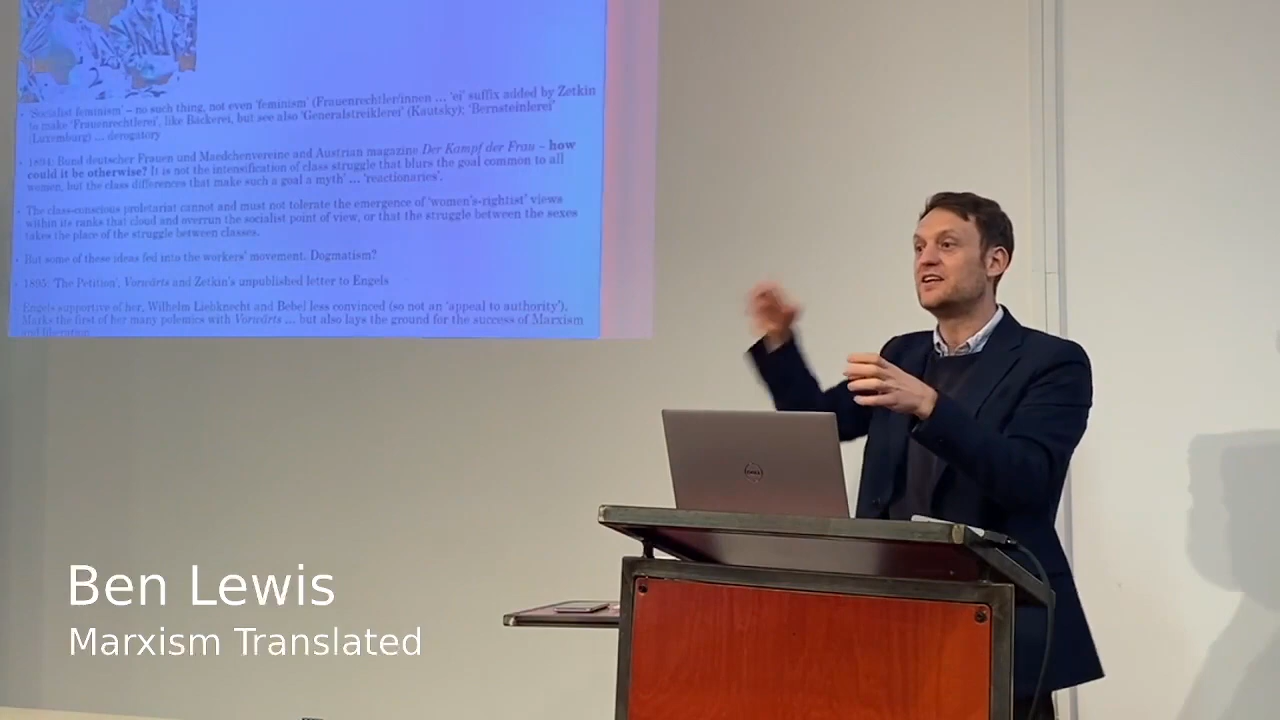 • 'Socialist feminism' – no such thing, not even 'feminism' (Frauenrechtler/innen ... 'ei' suffix added by Zetkin
to make 'Frauenrechtlerei', like Bäckerei, but see also 'Generalstreiklerei' (Kautsky); 'Bernsteinlerei'
(Luxemburg) ... derogatory
• 1894: Bund deutscher Frauen und Maedchenvereine and Austrian magazine Der Kampf der Frau – how
could it be otherwise? It is not the intensification of class struggle that blurs the goal common to all
women, but the class differences that make such a goal a myth' ... 'reactionaries'.
• The class-conscious proletariat cannot and must not tolerate the emergence of 'women's-rightist' views
within its ranks that cloud and overrun the socialist point of view, or that the struggle between the sexes
takes the place of the struggle between classes.
• But some of these ideas fed into the workers' movement. Dogmatism?
• 1895: 'The Petition', Vorwärts and Zetkin's unpublished letter to Engels
Engels supportive of her, Wilhelm Liebknecht and Bebel less convinced (so not an 'appeal to authority').
Marks the first of her many polemics with Vorwärts ... but also lays the ground for the success of Marxism
and liberation
DELL
Ben Lewis
Marxism Translated